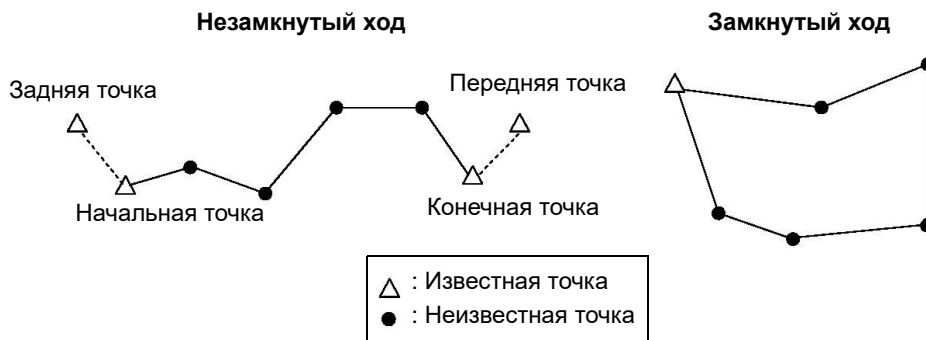 Незамкнутый ход
Замкнутый ход
Задняя точка
Передняя точка
Начальная точка
Конечная точка
: Известная точка
: Неизвестная точка